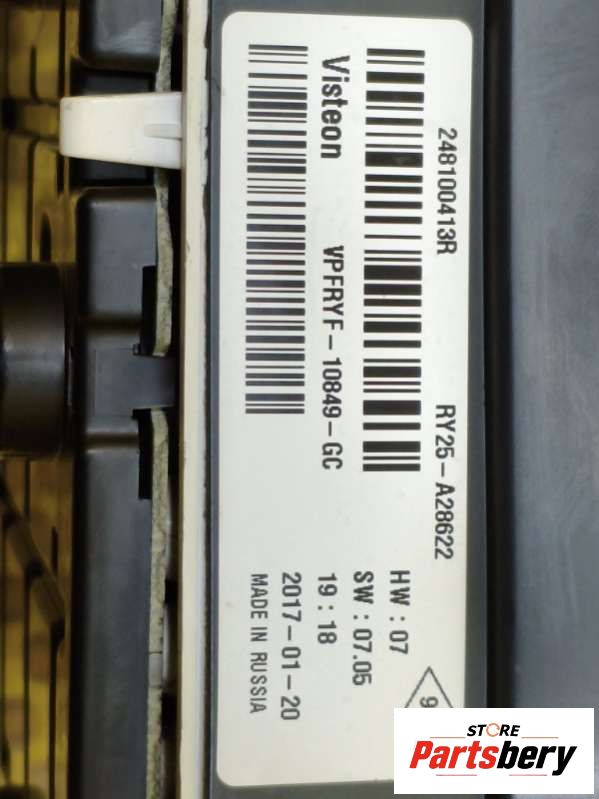 248100413R RY25-A28622
HW : 07
SW : 07.05
Visteon VPFRYF-10849-GC
19 : 18
2017-01-20
MADE IN RUSSIA
9
STORE
Partsbery